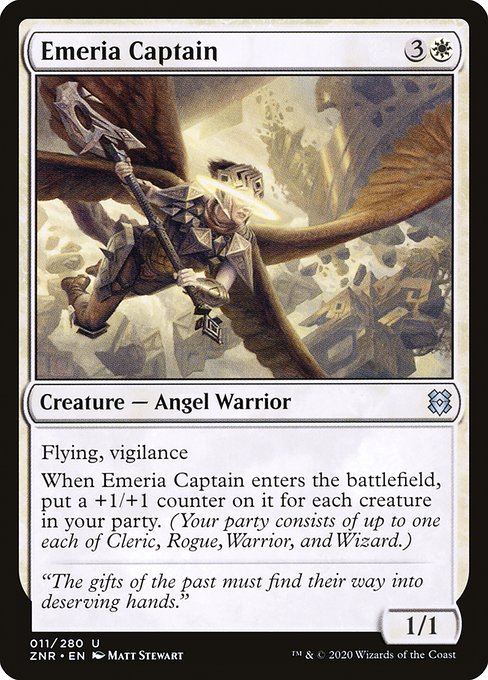 Emeria Captain 3
Creature — Angel Warrior
Flying, vigilance
When Emeria Captain enters the battlefield,
put a +1/+1 counter on it for each creature
in your party. (Your party consists of up to one
each of Cleric, Rogue, Warrior, and Wizard.)
“The gifts of the past must find their way into
deserving hands.”
1/1
011/280 U
ZNR • EN Matt Stewart
™ & © 2020 Wizards of the Coast